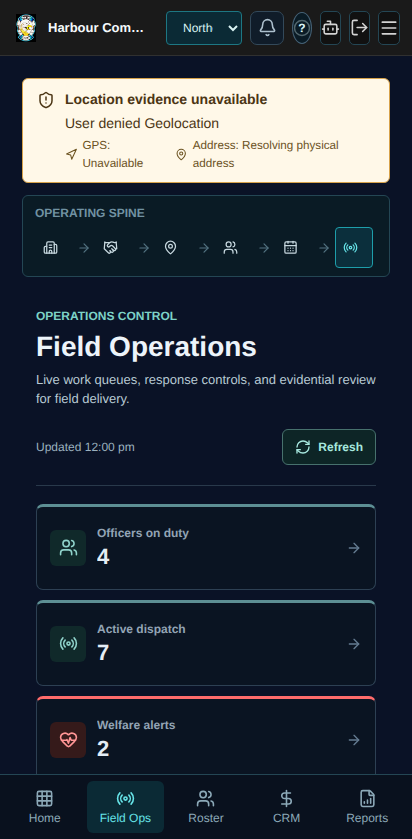 Harbour Com...
North
?
Location evidence unavailable
User denied Geolocation
GPS:
Unavailable
Address: Resolving physical
address
OPERATING SPINE
OPERATIONS CONTROL
Field Operations
Live work queues, response controls, and evidential review
for field delivery.
Updated 12:00 pm
Refresh
Officers on duty
4
Active dispatch
7
Welfare alerts
2
Home
Field Ops
Roster
CRM
Reports